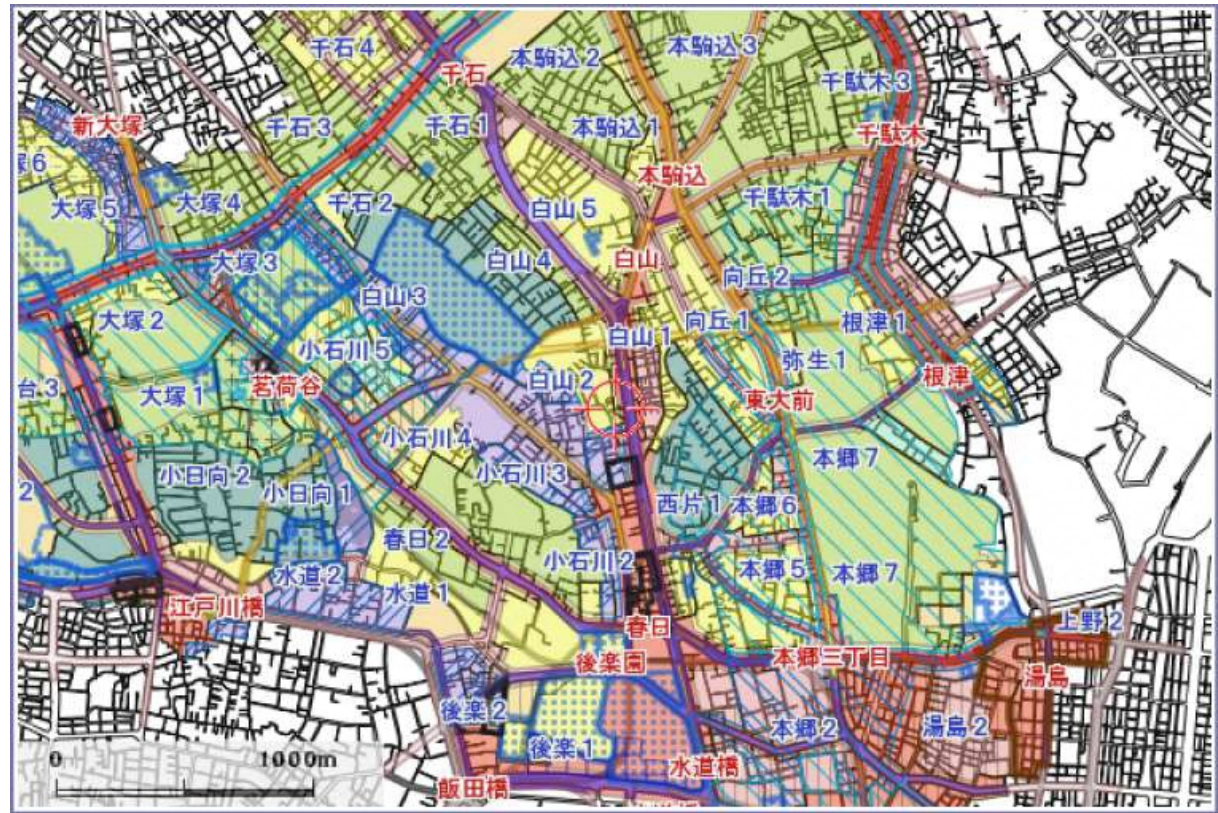 千石4
本駒込2
本駒込3
千石
千駄木3
新大塚
千石3
千石1
本駒込1
千駄木
塚6
本駒込
大塚5
大塚4
千石2
白山5
千駄木1
大塚3
白山4
白山
向丘2
白山3
大塚2
小石川5
白山1
向丘1
根津1
弥生1
台3
大塚1
茗荷谷
白山2
東大前
根津
小石川4
本郷7
小日向2
小石川3
2
小日向1
西片1
本郷6
春日2
小石川2
本郷5
本郷7
水道2
水道1
江戸川橋
春日
上野2
後楽園
本郷三丁目
湯島
後楽2
本郷2
湯島2
後楽1
水道橋
0
1000m
飯田橋